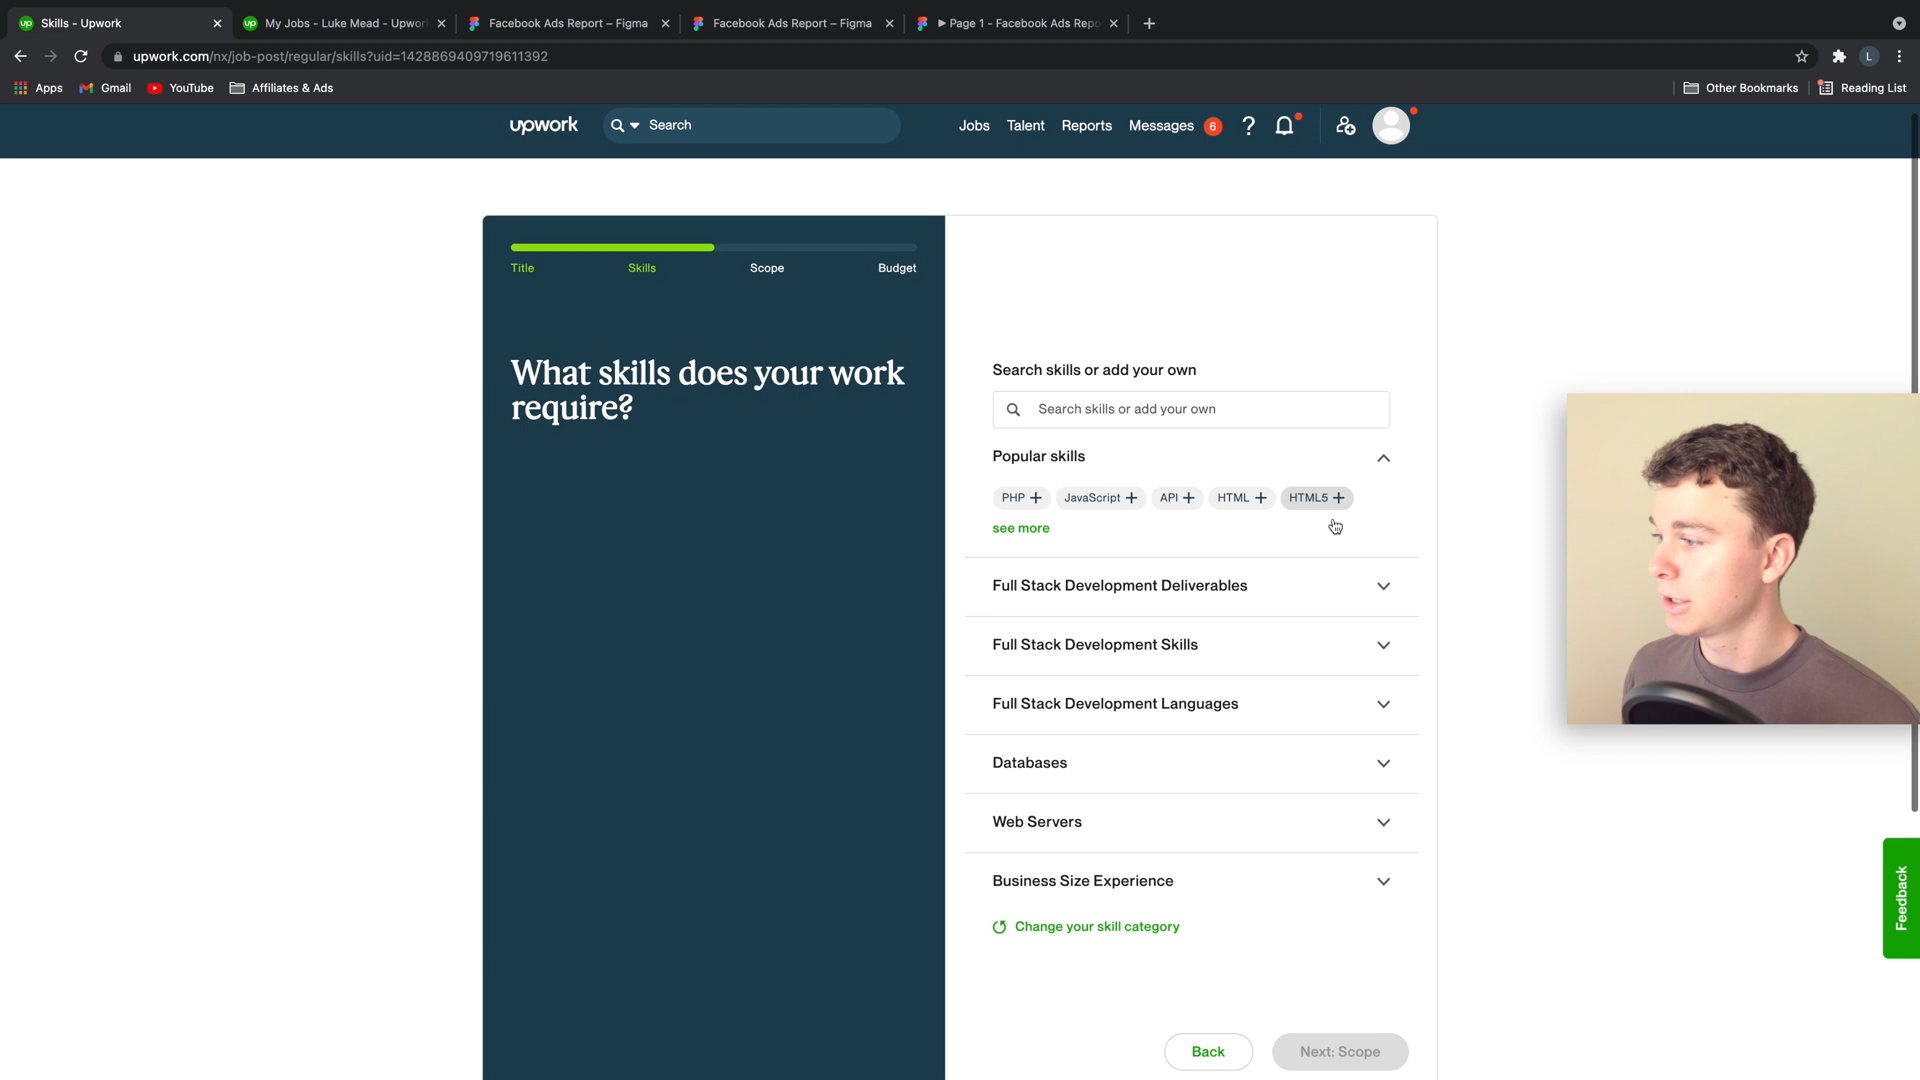 Skills - Upwork
My Jobs - Luke Mead - Upwor
Facebook Ads Report – Figma
Facebook Ads Report – Figma
Page 1 - Facebook Ads Repo
upwork.com/nx/job-post/regular/skills?uid=1428869409719611392
L
Apps
Gmail
YouTube
Affiliates & Ads
Other Bookmarks
Reading List
upwork
Search
Jobs
Talent
Reports
Messages
6
?
Title
Skills
Scope
Budget
What skills does your work
require?
Search skills or add your own
Search skills or add your own
Popular skills
PHP +
JavaScript +
API +
HTML +
HTML5 +
see more
Full Stack Development Deliverables
Full Stack Development Skills
Full Stack Development Languages
Databases
Web Servers
Business Size Experience
Change your skill category
Back
Next: Scope
Feedback